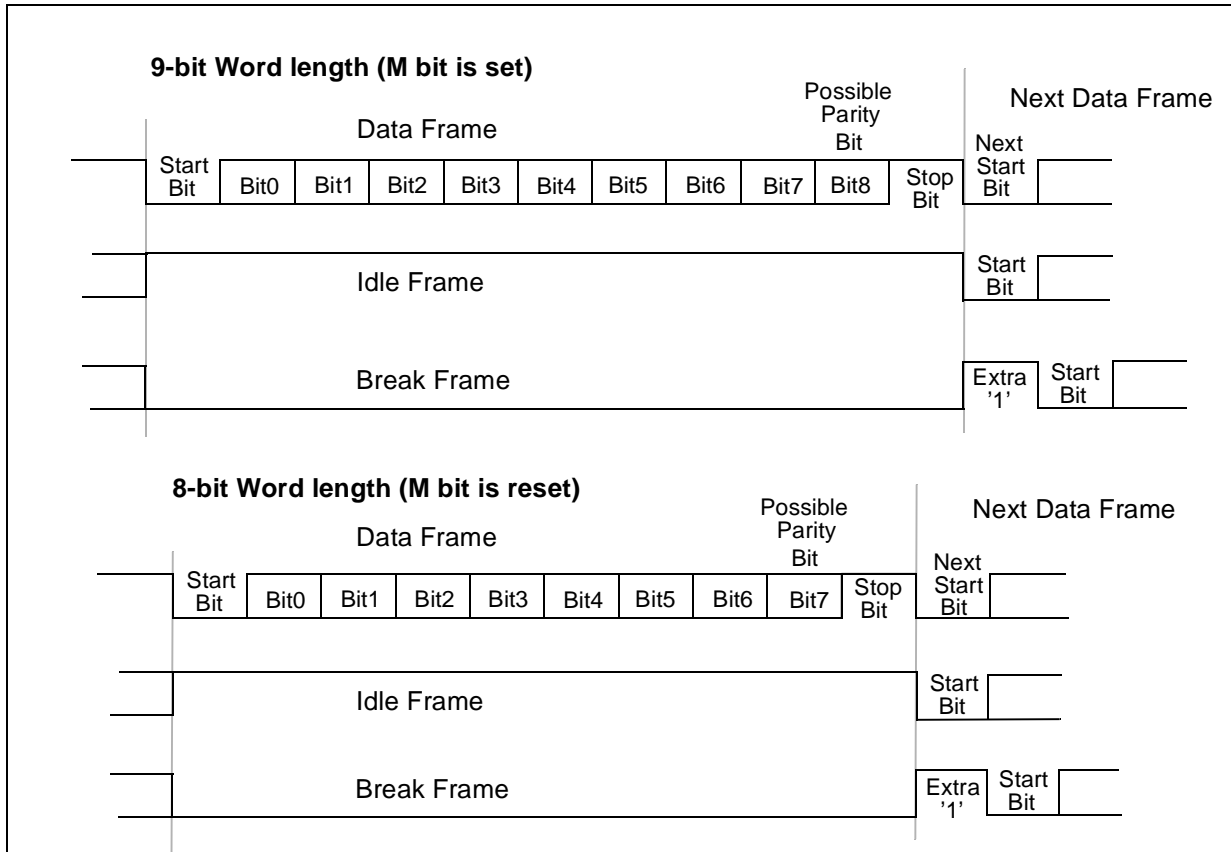 9-bit Word length (M bit is set)
Possible
Parity
Bit
Next Data Frame
Data Frame
Next
Start
Bit
Start
Bit
Bit0
Bit1
Bit2
Bit3
Bit4
Bit5
Bit6
Bit7
Bit8
Stop
Bit
Idle Frame
Start
Bit
Break Frame
Extra
'1'
Start
Bit
8-bit Word length (M bit is reset)
Possible
Parity
Bit
Next Data Frame
Data Frame
Next
Start
Bit
Start
Bit
Bit0
Bit1
Bit2
Bit3
Bit4
Bit5
Bit6
Bit7
Stop
Bit
Idle Frame
Start
Bit
Break Frame
Extra
'1'
Start
Bit